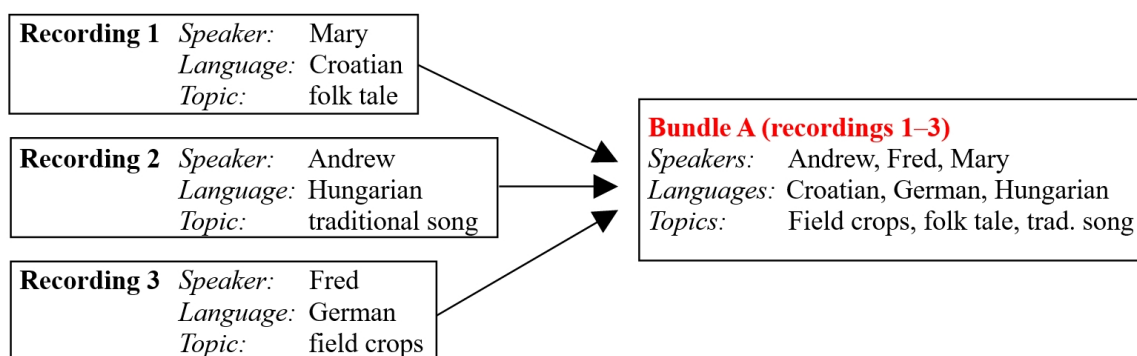 Recording 1 Speaker: Mary
Language: Croatian
Topic: folk tale
Recording 2 Speaker: Andrew
Language: Hungarian
Topic: traditional song
Recording 3 Speaker: Fred
Language: German
Topic: field crops
Bundle A (recordings 1–3)
Speakers: Andrew, Fred, Mary
Languages: Croatian, German, Hungarian
Topics: Field crops, folk tale, trad. song